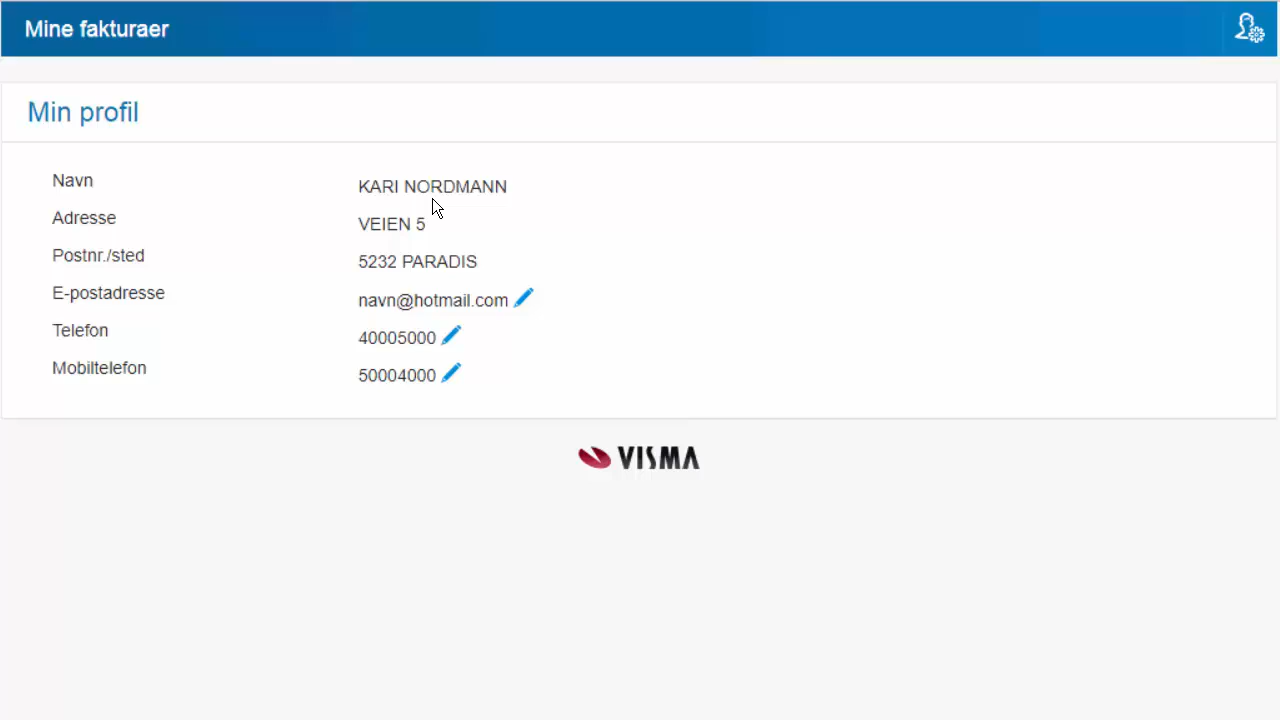 Mine fakturaer
Min profil
Navn KARI NORDMANN
Adresse VEIEN 5
Postnr./sted 5232 PARADIS
E-postadresse navn@hotmail.com
Telefon 40005000
Mobiltelefon 50004000
VISMA